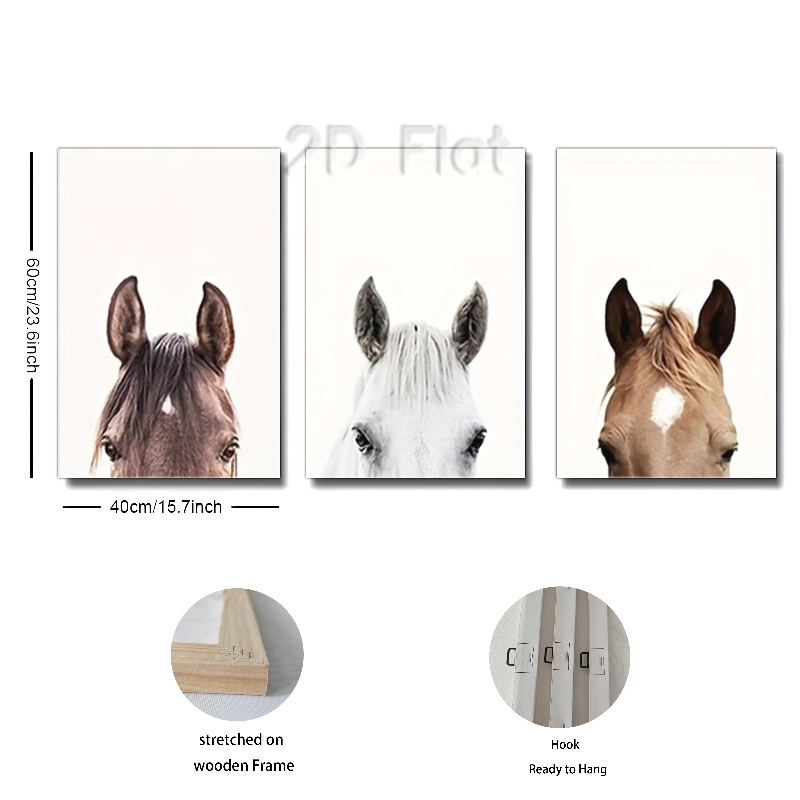 2D Flat
60cm/23.6inch
40cm/15.7inch
stretched on
wooden Frame
Hook
Ready to Hang